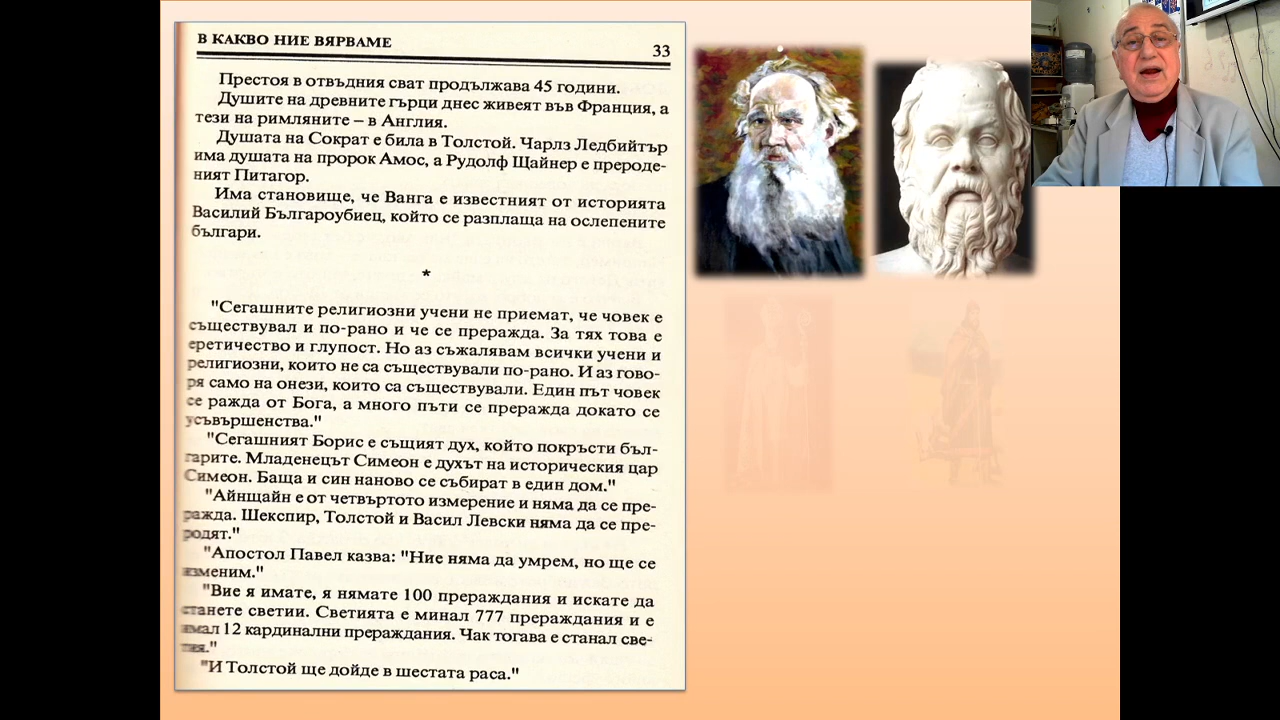 В КАКВО НИЕ ВЯРВАМЕ 33
Престоя в отвъдния сват продължава 45 години.
Душите на древните гърци днес живеят във Франция, а
тези на римляните – в Англия.
Душата на Сократ е била в Толстой. Чарлз Ледбийтър
има душата на пророк Амос, а Рудолф Щайнер е прероде-
ният Питагор.
Има становище, че Ванга е известният от историята
Василий Българоубиец, който се разплаща на ослепените
българи.
*
"Сегашните религиозни учени не приемат, че човек е
съществувал и по-рано и че се преражда. За тях това е
еретичество и глупост. Но аз съжалявам всички учени и
религиозни, които не са съществували по-рано. И аз гово-
ря само на онези, които са съществували. Един път човек
се ражда от Бога, а много пъти се преражда докато се
усъвършенства."
"Сегашният Борис е същият дух, който покръсти бъл-
гарите. Младенецът Симеон е духът на историческия цар
Симеон. Баща и син наново се събират в един дом."
"Айнщайн е от четвъртото измерение и няма да се пре-
ражда. Шекспир, Толстой и Васил Левски няма да се пре-
родят."
"Апостол Павел казва: "Ние няма да умрем, но ще се
изменим."
"Вие я имате, я нямате 100 прераждания и искате да
станете светии. Светията е минал 777 прераждания и е
имал 12 кардинални прераждания. Чак тогава е станал све-
тия."
"И Толстой ще дойде в шестата раса."